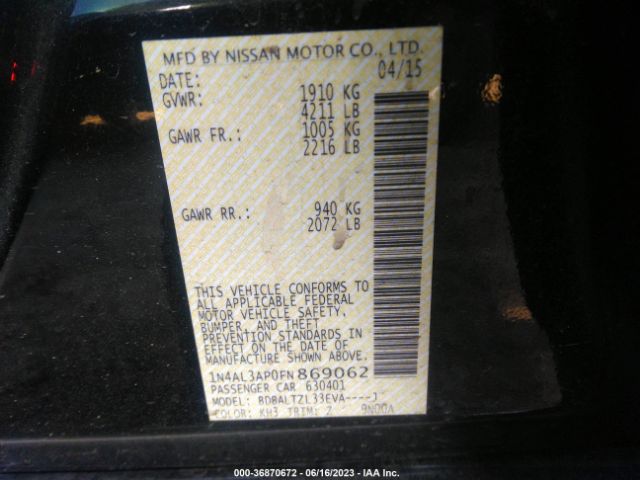 MFD BY NISSAN MOTOR CO., LTD.
DATE: 04/15
GVWR: 1910 KG
4211 LB
GAWR FR.: 1005 KG
2216 LB
GAWR RR.: 940 KG
2072 LB
THIS VEHICLE CONFORMS TO
ALL APPLICABLE FEDERAL
MOTOR VEHICLE SAFETY,
BUMPER, AND THEFT
PREVENTION STANDARDS IN
EFFECT ON THE DATE OF
MANUFACTURE SHOWN ABOVE.
1N4AL3AP0FN869062
PASSENGER CAR 630401
MODEL: BDBALTZL33EVA----J
COLOR: KH3 TRIM: Z 9N00A
000-36870672 - 06/16/2023 - IAA Inc.